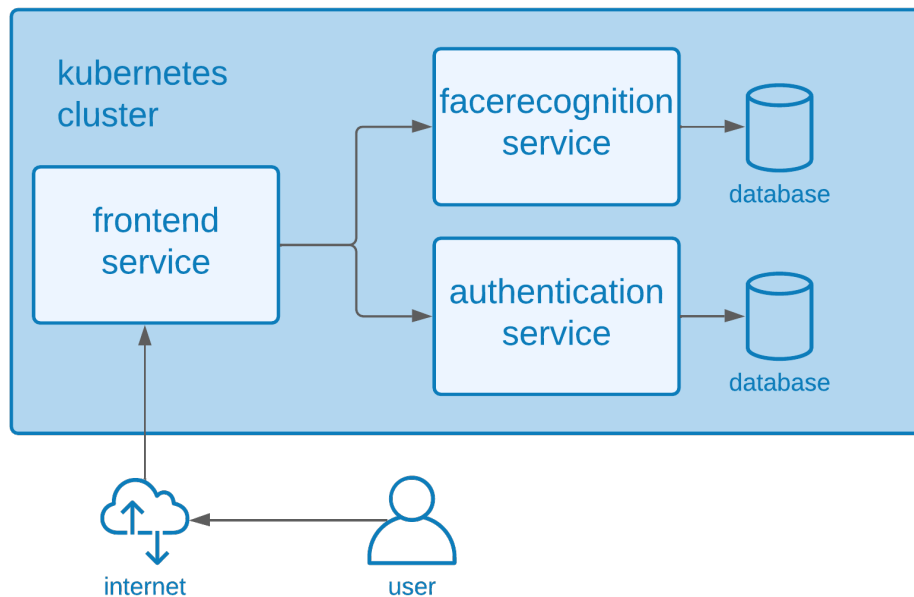 kubernetes
cluster
facerecognition
service
database
frontend
service
authentication
service
database
internet
user